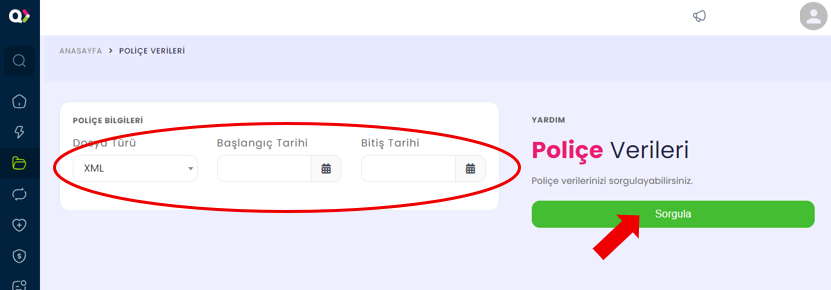 ANASAYFA > POLİÇE VERİLERİ
POLİÇE BİLGİLERİ
Dosya Türü Başlangıç Tarihi Bitiş Tarihi
XML
YARDIM
Poliçe Verileri
Poliçe verilerinizi sorgulayabilirsiniz.
Sorgula